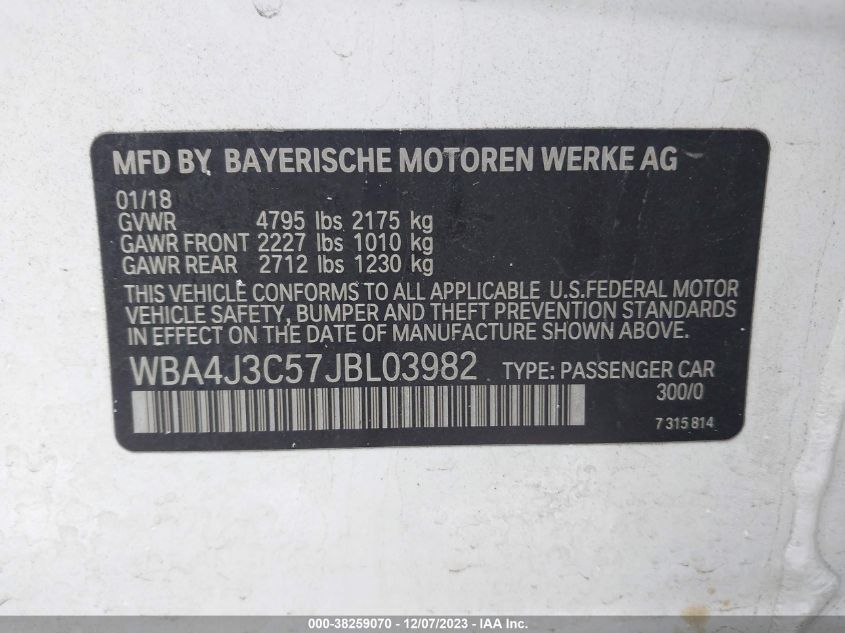 MFD BY BAYERISCHE MOTOREN WERKE AG
01/18
GVWR 4795 lbs 2175 kg
GAWR FRONT 2227 lbs 1010 kg
GAWR REAR 2712 lbs 1230 kg
THIS VEHICLE CONFORMS TO ALL APPLICABLE U.S.FEDERAL MOTOR
VEHICLE SAFETY, BUMPER AND THEFT PREVENTION STANDARDS
IN EFFECT ON THE DATE OF MANUFACTURE SHOWN ABOVE.
WBA4J3C57JBL03982 TYPE: PASSENGER CAR
300/0
7 315 814
000-38259070 - 12/07/2023 - IAA Inc.